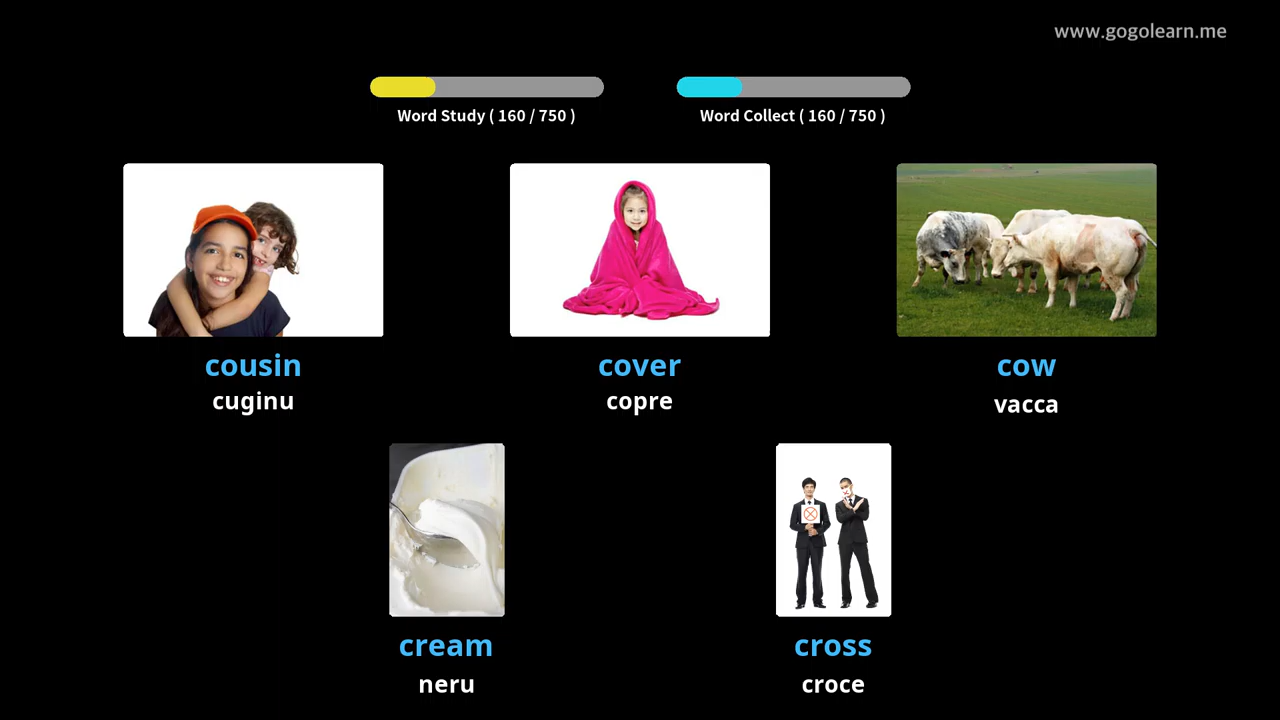 www.gogolearn.me
Word Study ( 160 / 750 )
Word Collect ( 160 / 750 )
cousin
cuginu
cover
copre
cow
vacca
cream
neru
cross
croce